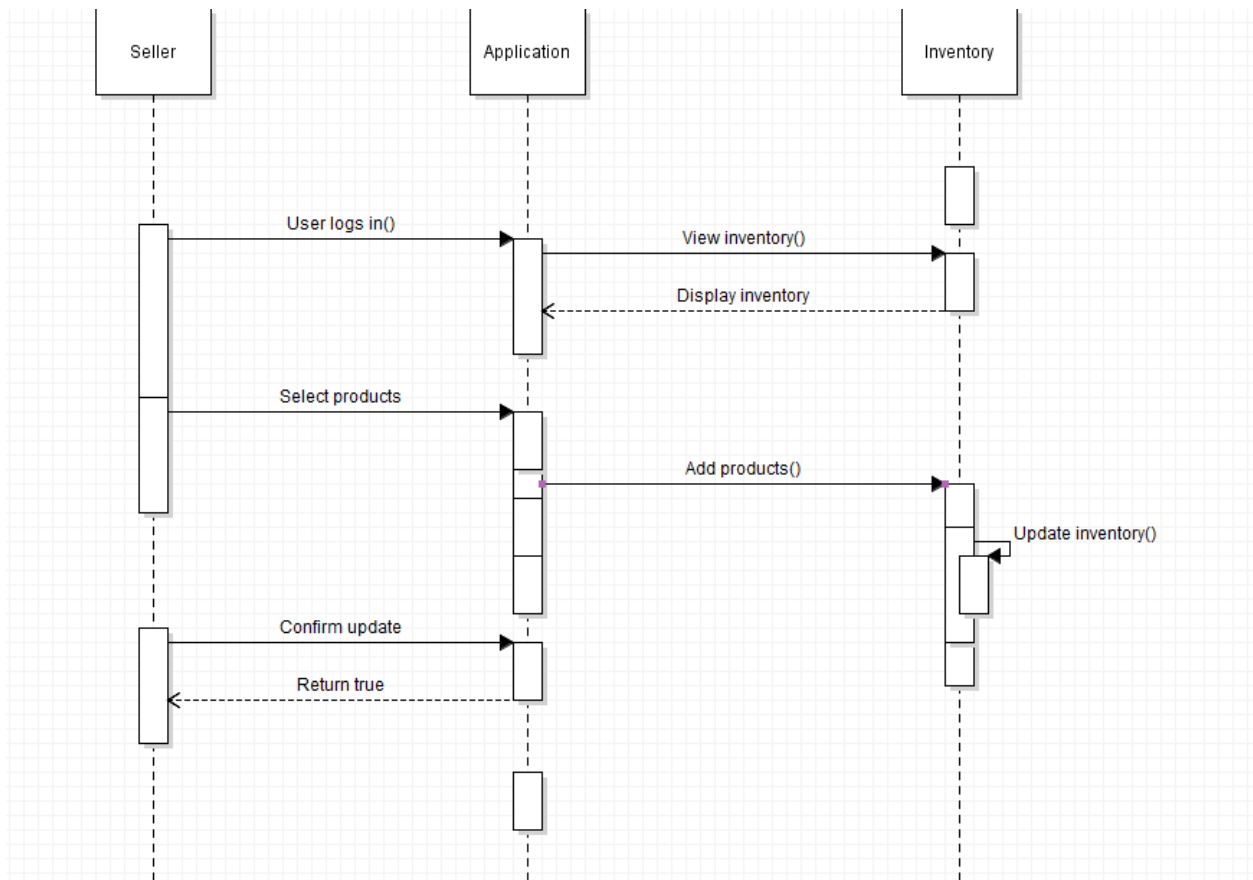 Seller
Application
Inventory
User logs in()
View inventory()
Display inventory
Select products
Add products()
Update inventory()
Confirm update
Return true